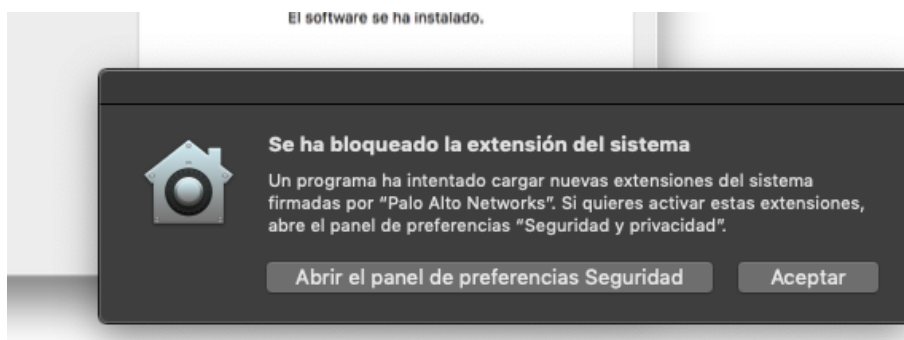 El software se ha instalado.
Se ha bloqueado la extensión del sistema
Un programa ha intentado cargar nuevas extensiones del sistema
firmadas por “Palo Alto Networks”. Si quieres activar estas extensiones,
abre el panel de preferencias “Seguridad y privacidad”.
Abrir el panel de preferencias Seguridad
Aceptar